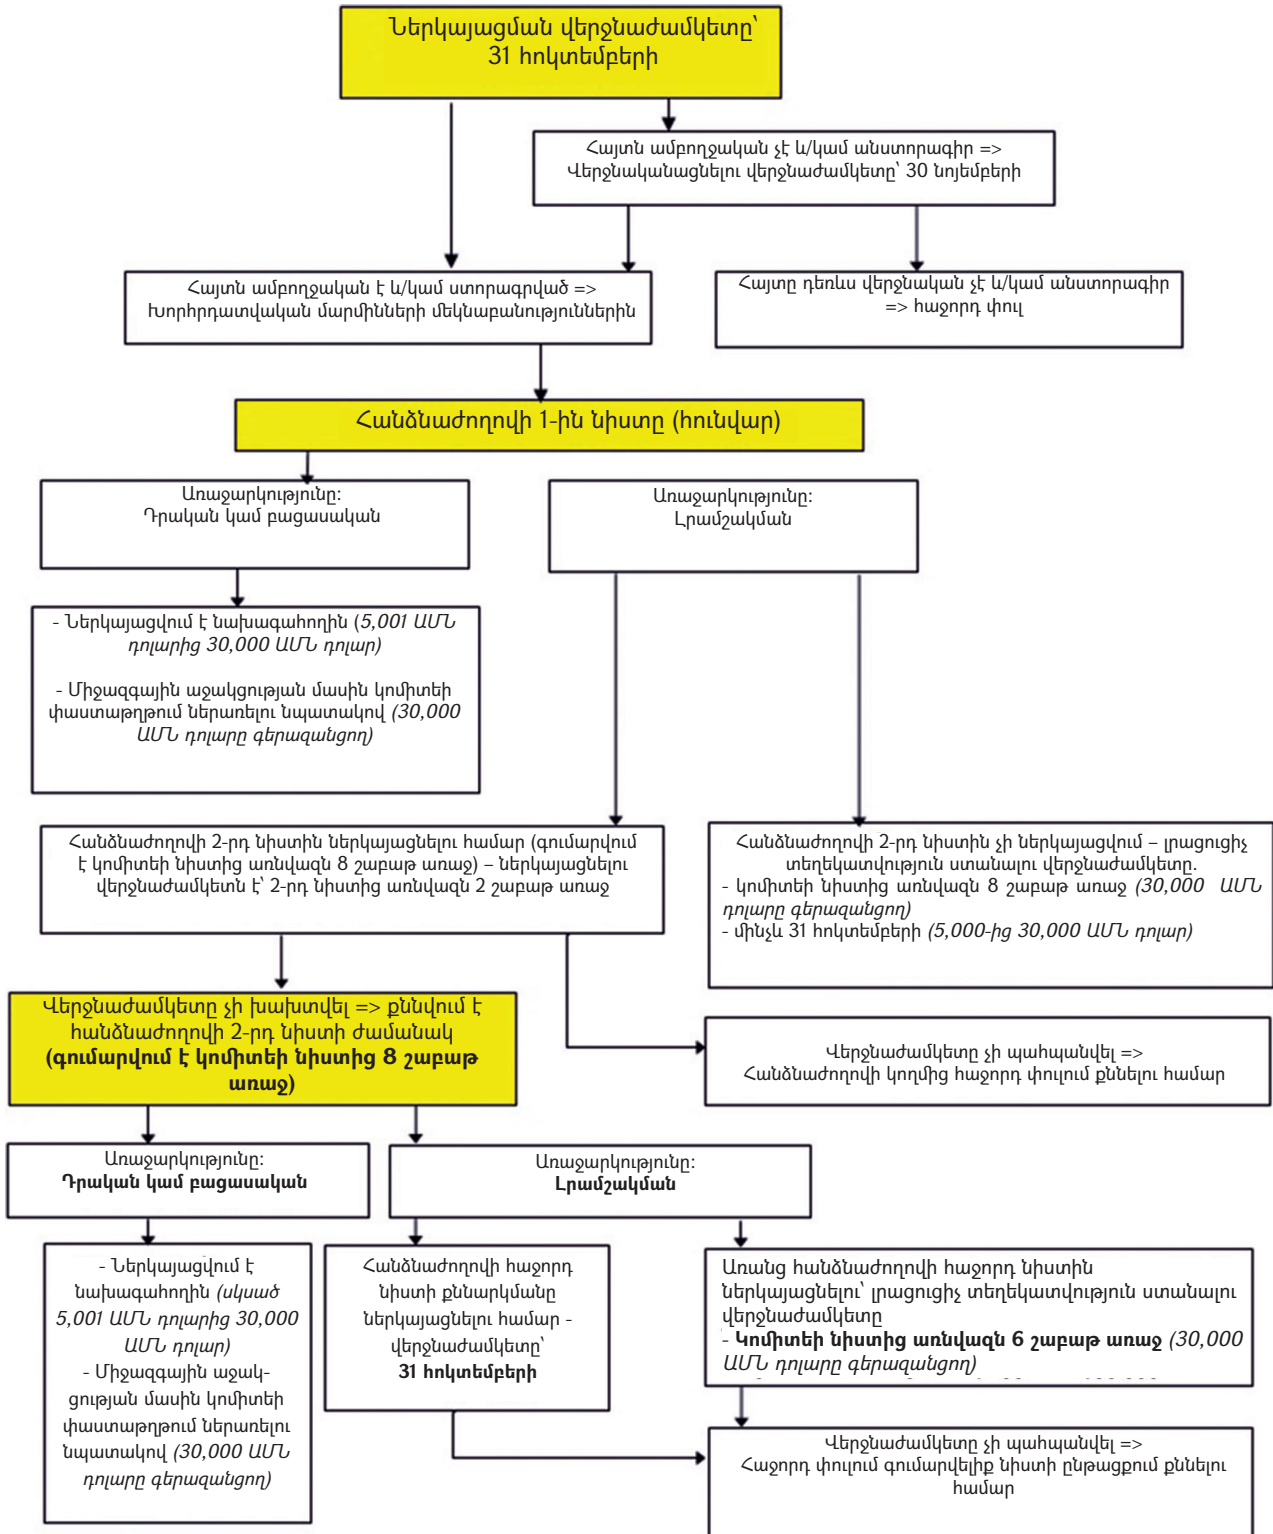 Ներկայացման վերջնաժամկետը՝
31 հոկտեմբերի
Հայտն ամբողջական չէ և/կամ անստորագիր =>
Վերջնականացնելու վերջնաժամկետը՝ 30 նոյեմբերի
Հայտն ամբողջական է և/կամ ստորագրված =>
Խորհրդատվական մարմինների մեկնաբանություններին
Հայտը դեռևս վերջնական չէ և/կամ անստորագիր
=> հաջորդ փուլ
Հանձնաժողովի 1-ին նիստը (հունվար)
Առաջարկությունը:
Դրական կամ բացասական
Առաջարկությունը:
Լրամշակման
- Ներկայացվում է նախագահողին (5,001 ԱՄՆ
դոլարից 30,000 ԱՄՆ դոլար)
- Միջազգային աջակցության մասին կոմիտեի
փաստաթղթում ներառելու նպատակով (30,000
ԱՄՆ դոլարը գերազանցող)
Հանձնաժողովի 2-րդ նիստին ներկայացնելու համար (գումարվում
է կոմիտեի նիստից առնվազն 8 շաբաթ առաջ) – ներկայացնելու
վերջնաժամկետն է՝ 2-րդ նիստից առնվազն 2 շաբաթ առաջ
Հանձնաժողովի 2-րդ նիստին չի ներկայացվում – լրացուցիչ
տեղեկատվություն ստանալու վերջնաժամկետը.
- կոմիտեի նիստից առնվազն 8 շաբաթ առաջ (30,000 ԱՄՆ
դոլարը գերազանցող)
- մինչև 31 հոկտեմբերի (5,000-ից 30,000 ԱՄՆ դոլար)
Վերջնաժամկետը չի խախտվել => քննվում է
հանձնաժողովի 2-րդ նիստի ժամանակ
(գումարվում է կոմիտեի նիստից 8 շաբաթ
առաջ)
Վերջնաժամկետը չի պահպանվել =>
Հանձնաժողովի կողմից հաջորդ փուլում քննելու համար
Առաջարկությունը:
Դրական կամ բացասական
Առաջարկությունը:
Լրամշակման
- Ներկայացվում է
նախագահողին (սկսած
5,001 ԱՄՆ դոլարից 30,000
ԱՄՆ դոլար)
- Միջազգային աջակ-
ցության մասին կոմիտեի
փաստաթղթում ներառելու
նպատակով (30,000 ԱՄՆ
դոլարը գերազանցող)
Հանձնաժողովի հաջորդ
նիստի քննարկմանը
ներկայացնելու համար -
վերջնաժամկետը՝
31 հոկտեմբերի
Առանց հանձնաժողովի հաջորդ նիստին
ներկայացնելու՝ լրացուցիչ տեղեկատվություն ստանալու
վերջնաժամկետը
- Կոմիտեի նիստից առնվազն 6 շաբաթ առաջ (30,000
ԱՄՆ դոլարը գերազանցող)
Վերջնաժամկետը չի պահպանվել =>
Հաջորդ փուլում գումարվելիք նիստի ընթացքում քննելու
համար